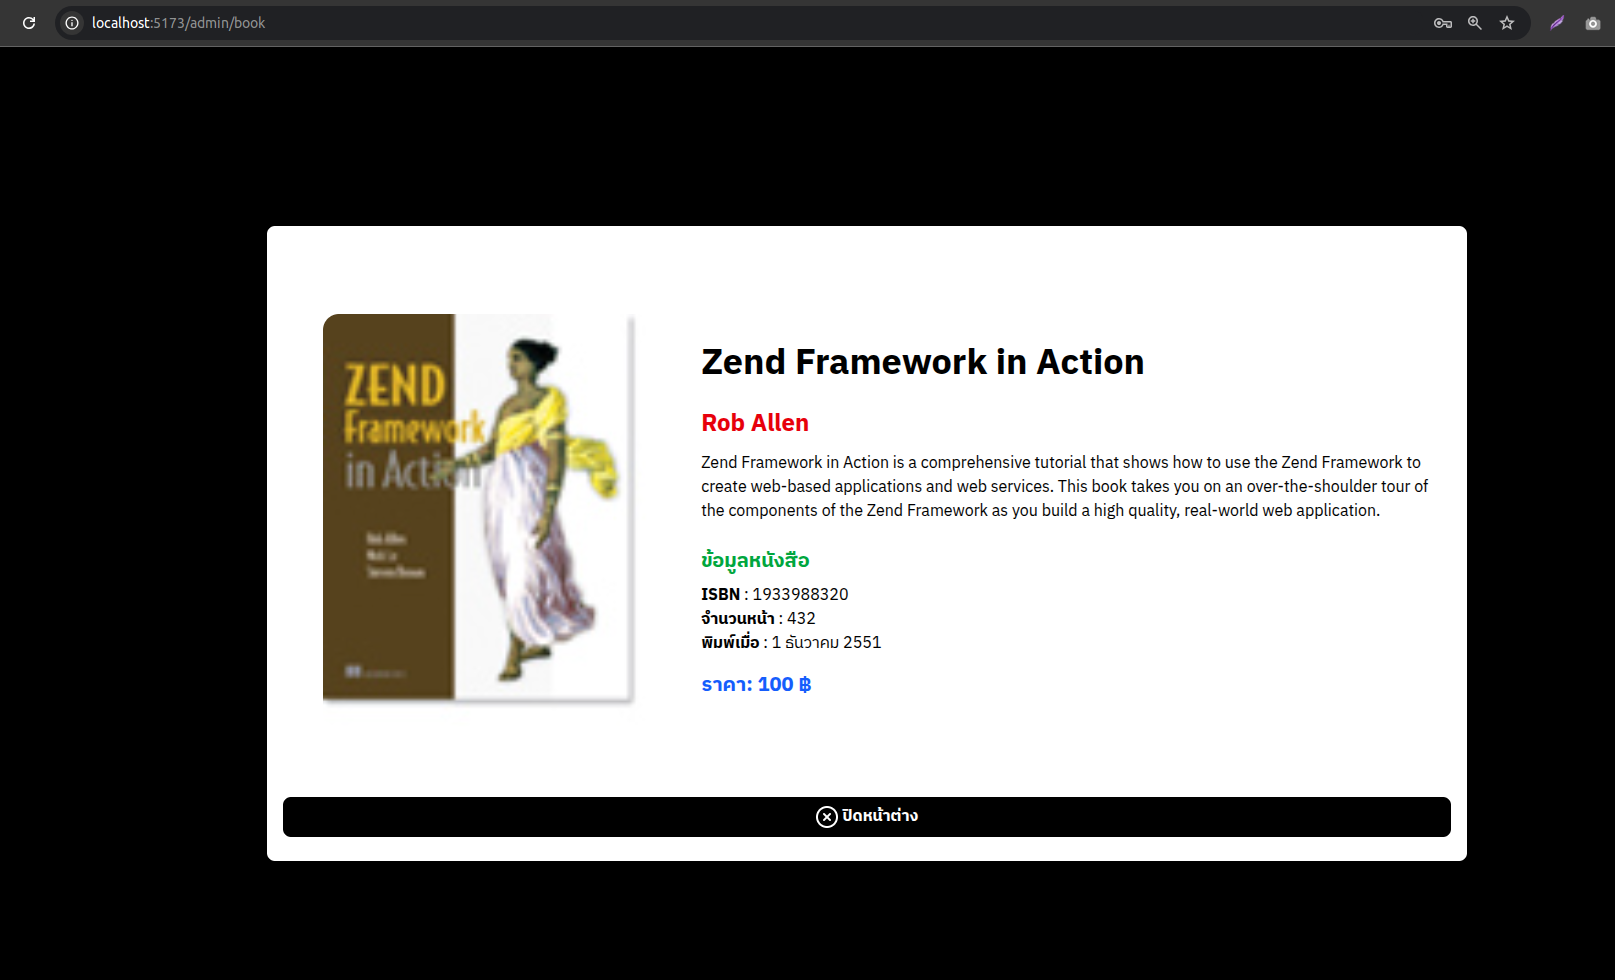 localhost:5173/admin/book
ZEND
Framework
in Action
Zend Framework in Action
Rob Allen
Zend Framework in Action is a comprehensive tutorial that shows how to use the Zend Framework to
create web-based applications and web services. This book takes you on an over-the-shoulder tour of
the components of the Zend Framework as you build a high quality, real-world web application.
ข้อมูลหนังสือ
ISBN : 1933988320
จำนวนหน้า : 432
พิมพ์เมื่อ : 1 ธันวาคม 2551
ราคา: 100 ฿
ปิดหน้าต่าง